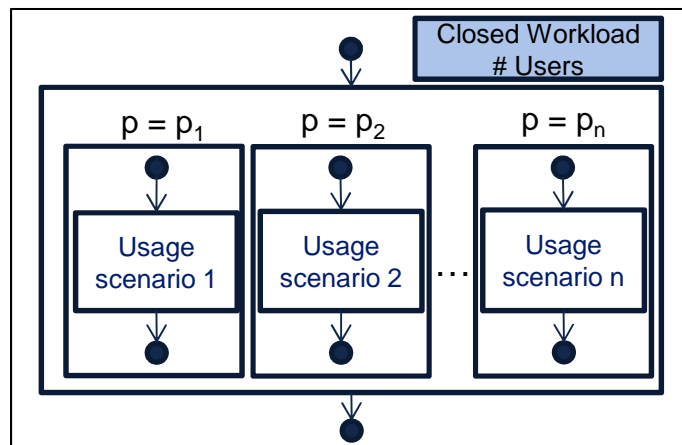 Closed Workload
# Users
p = p₁
p = p₂
p = pₙ
Usage
scenario 1
Usage
scenario 2
...
Usage
scenario n